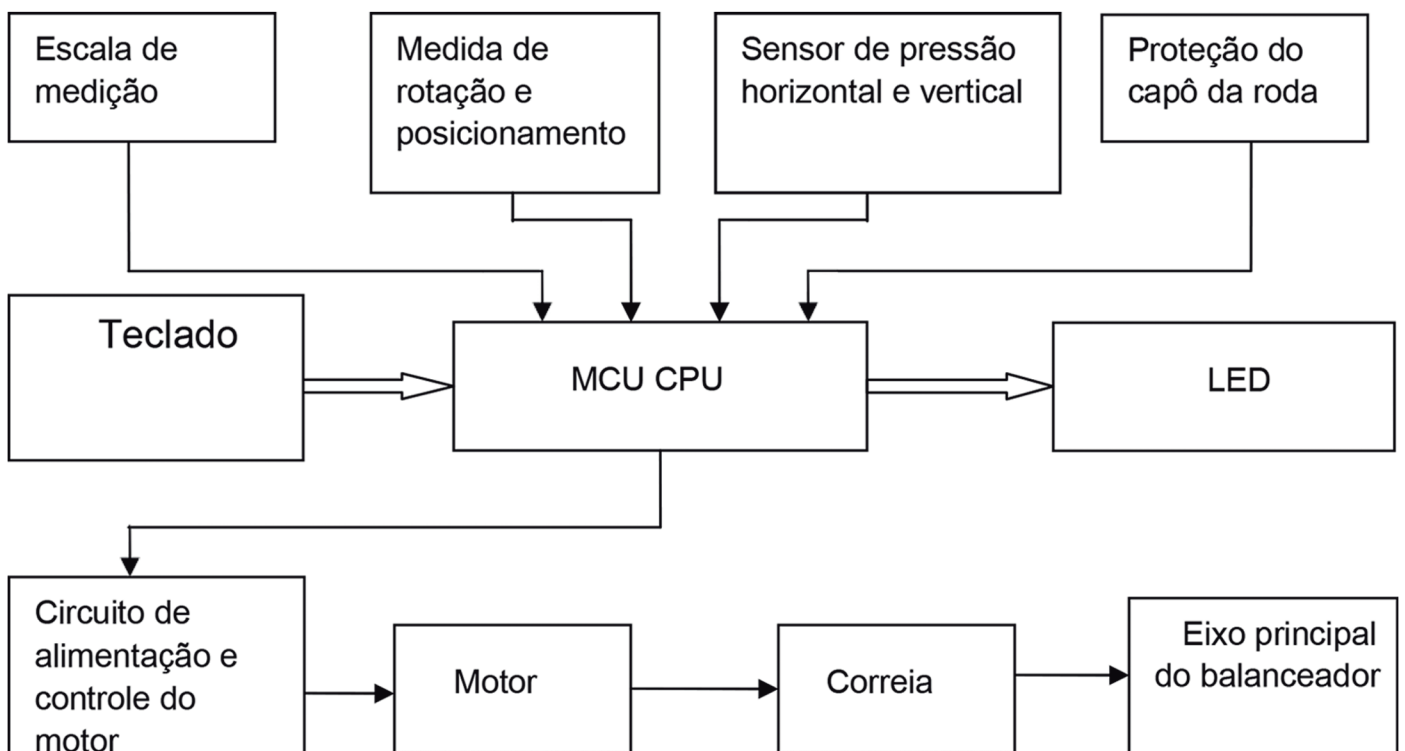 Escala de
medição
Medida de
rotação e
posicionamento
Sensor de pressão
horizontal e vertical
Proteção do
capô da roda
Teclado
MCU CPU
LED
Circuito de
alimentação e
controle do
motor
Motor
Correia
Eixo principal
do balanceador